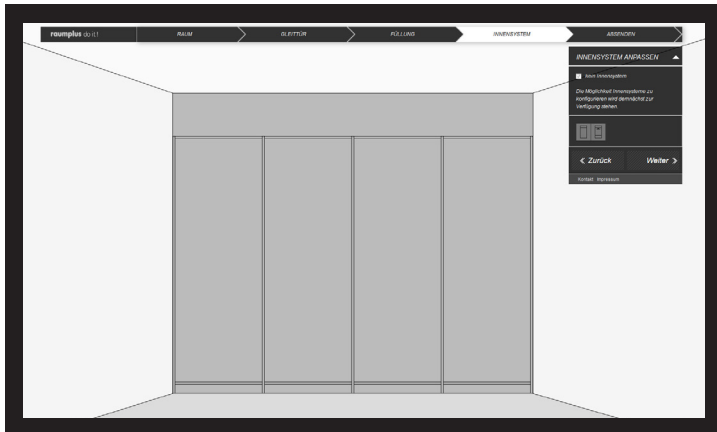 raumplus do it!
RAUM
GLEITTÜR
FÜLLUNG
INNENSYSTEM
ABSENDEN
INNENSYSTEM ANPASSEN
kein Innensystem
Die Möglichkeit Innensysteme zu
konfigurieren wird demnächst zur
Verfügung stehen.
Zurück
Weiter
Kontakt Impressum